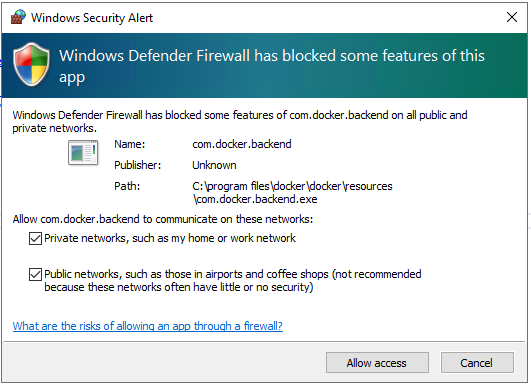 Windows Security Alert
Windows Defender Firewall has blocked some features of this
app
Windows Defender Firewall has blocked some features of com.docker.backend on all public and
private networks.
Name: com.docker.backend
Publisher: Unknown
Path: C:\program files\docker\docker\resources
\com.docker.backend.exe
Allow com.docker.backend to communicate on these networks:
Private networks, such as my home or work network
Public networks, such as those in airports and coffee shops (not recommended
because these networks often have little or no security)
What are the risks of allowing an app through a firewall?
Allow access Cancel